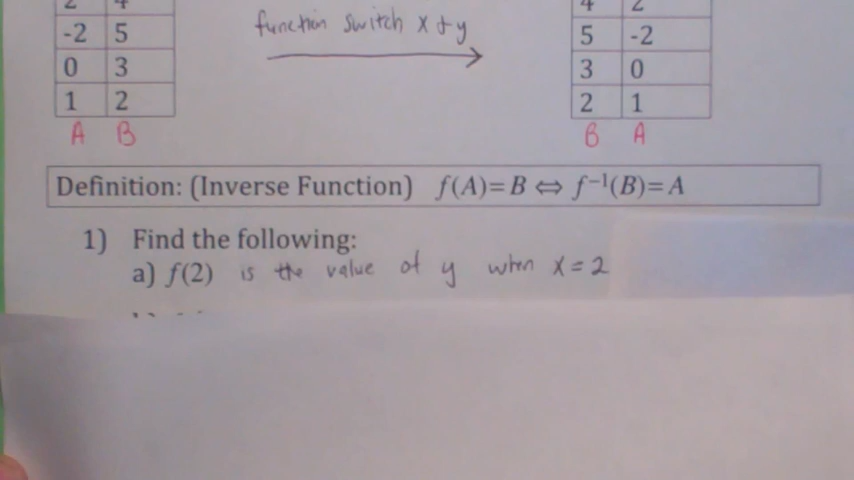 function switch x & y
-2 5
5 -2
0 3
3 0
1 2
2 1
A B
B A
Definition: (Inverse Function) f(A)=B ⇔ f⁻¹(B)=A
1) Find the following:
a) f(2) is the value of y when x = 2